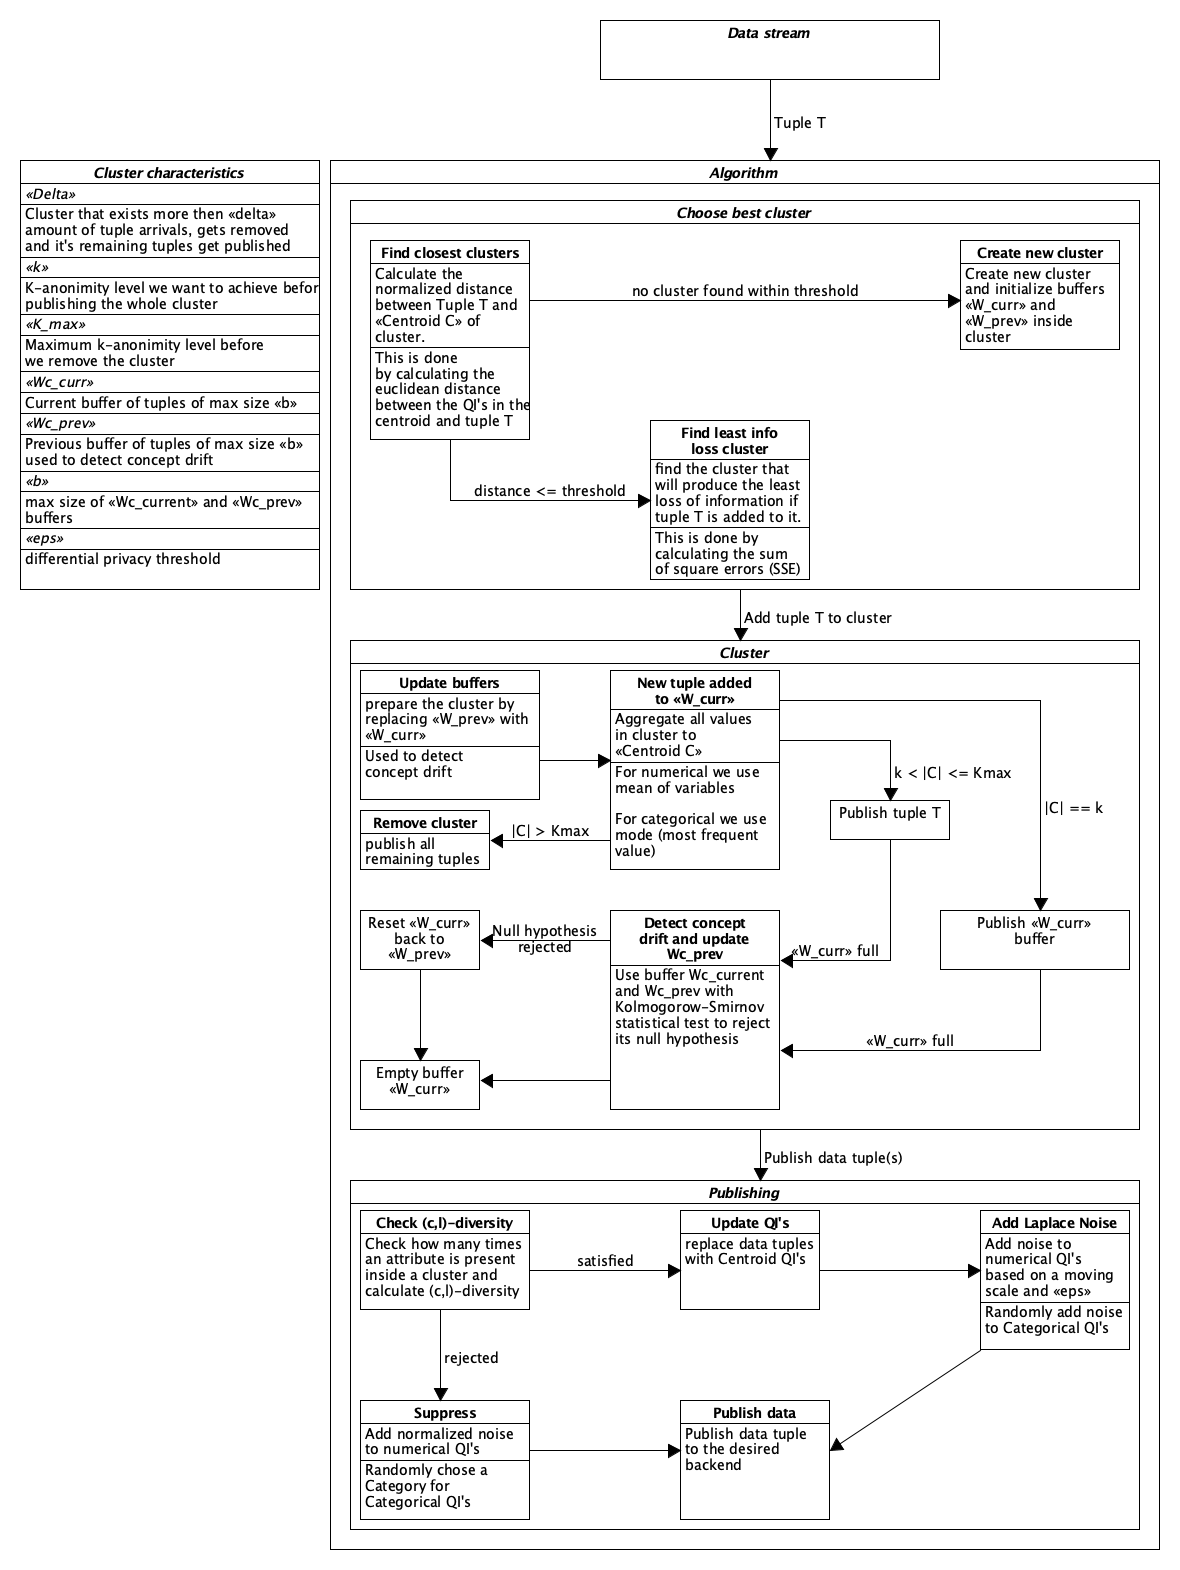 Data stream
Tuple T
Cluster characteristics
«Delta»
Cluster that exists more then «delta»
amount of tuple arrivals, gets removed
and it's remaining tuples get published
«k»
K-anonimity level we want to achieve befor
publishing the whole cluster
«K_max»
Maximum k-anonimity level before
we remove the cluster
«Wc_curr»
Current buffer of tuples of max size «b»
«Wc_prev»
Previous buffer of tuples of max size «b»
used to detect concept drift
«b»
max size of «Wc_current» and «Wc_prev»
buffers
«eps»
differential privacy threshold
Algorithm
Choose best cluster
Find closest clusters
Calculate the
normalized distance
between Tuple T and
«Centroid C» of
cluster.
This is done
by calculating the
euclidean distance
between the QI's in the
centroid and tuple T
no cluster found within threshold
Create new cluster
Create new cluster
and initialize buffers
«W_curr» and
«W_prev» inside
cluster
distance <= threshold
Find least info
loss cluster
find the cluster that
will produce the least
loss of information if
tuple T is added to it.
This is done by
calculating the sum
of square errors (SSE)
Add tuple T to cluster
Cluster
Update buffers
prepare the cluster by
replacing «W_prev» with
«W_curr»
Used to detect
concept drift
New tuple added
to «W_curr»
Aggregate all values
in cluster to
«Centroid C»
For numerical we use
mean of variables
For categorical we use
mode (most frequent
value)
k < |C| <= Kmax
Publish tuple T
|C| == k
|C| > Kmax
Remove cluster
publish all
remaining tuples
Reset «W_curr»
back to
«W_prev»
Null hypothesis
rejected
Detect concept
drift and update
Wc_prev
Use buffer Wc_current
and Wc_prev with
Kolmogorow-Smirnov
statistical test to reject
its null hypothesis
«W_curr» full
Publish «W_curr»
buffer
«W_curr» full
Empty buffer
«W_curr»
Publish data tuple(s)
Publishing
Check (c,l)-diversity
Check how many times
an attribute is present
inside a cluster and
calculate (c,l)-diversity
satisfied
Update QI's
replace data tuples
with Centroid QI's
Add Laplace Noise
Add noise to
numerical QI's
based on a moving
scale and «eps»
Randomly add noise
to Categorical QI's
rejected
Suppress
Add normalized noise
to numerical QI's
Randomly chose a
Category for
Categorical QI's
Publish data
Publish data tuple
to the desired
backend